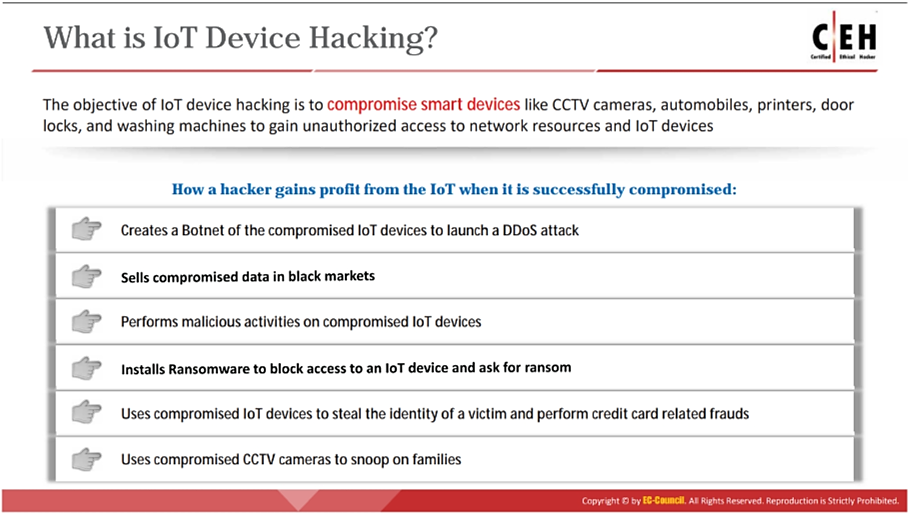 What is IoT Device Hacking?
C|EH
Certified Ethical Hacker
The objective of IoT device hacking is to compromise smart devices like CCTV cameras, automobiles, printers, door
locks, and washing machines to gain unauthorized access to network resources and IoT devices
How a hacker gains profit from the IoT when it is successfully compromised:
Creates a Botnet of the compromised IoT devices to launch a DDoS attack
Sells compromised data in black markets
Performs malicious activities on compromised IoT devices
Installs Ransomware to block access to an IoT device and ask for ransom
Uses compromised IoT devices to steal the identity of a victim and perform credit card related frauds
Uses compromised CCTV cameras to snoop on families
Copyright © by EC-Council. All Rights Reserved. Reproduction is Strictly Prohibited.